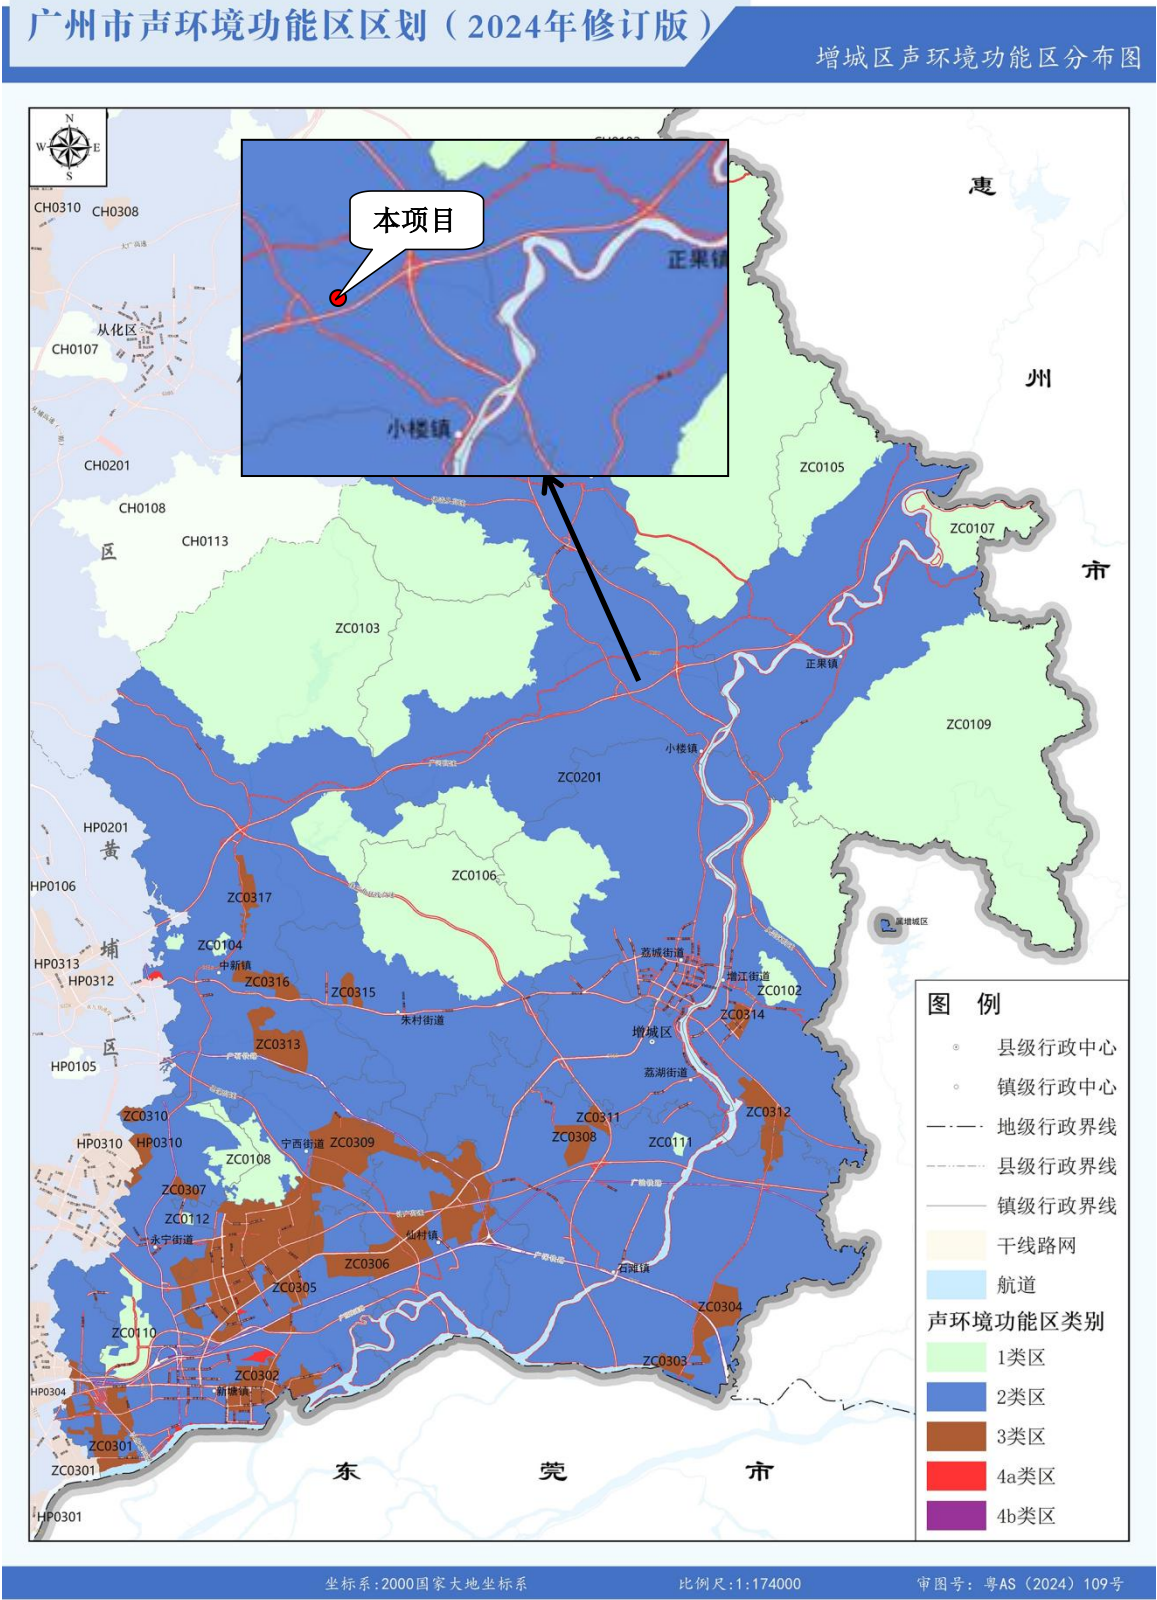 广州市声环境功能区区划（2024年修订版）
增城区声环境功能区分布图
N
W
E
S
惠
州
市
CH0310
CH0308
大广高速
从化区
CH0107
CH0201
CH0108
CH0113
区
本项目
正果镇
小楼镇
ZC0105
ZC0107
ZC0103
正果镇
ZC0109
小楼镇
ZC0201
HP0201
黄
ZC0106
HP0106
ZC0317
属增城区
埔
ZC0104
荔城街道
HP0313
中新镇
增江街道
HP0312
ZC0316
ZC0315
ZC0102
朱村街道
ZC0314
增城区
区
ZC0313
HP0105
荔湖街道
ZC0310
ZC0311
ZC0312
HP0310
HP0310
宁西街道
ZC0309
ZC0308
ZC0111
ZC0108
ZC0307
ZC0112
永宁街道
仙村镇
ZC0306
石滩镇
ZC0305
ZC0304
ZC0110
ZC0303
ZC0302
HP0304
新塘镇
ZC0301
ZC0301
HP0301
东
莞
市
图 例
县级行政中心
镇级行政中心
地级行政界线
县级行政界线
镇级行政界线
干线路网
航道
声环境功能区类别
1类区
2类区
3类区
4a类区
4b类区
坐标系:2000国家大地坐标系
比例尺:1:174000
审图号：粤AS（2024）109号